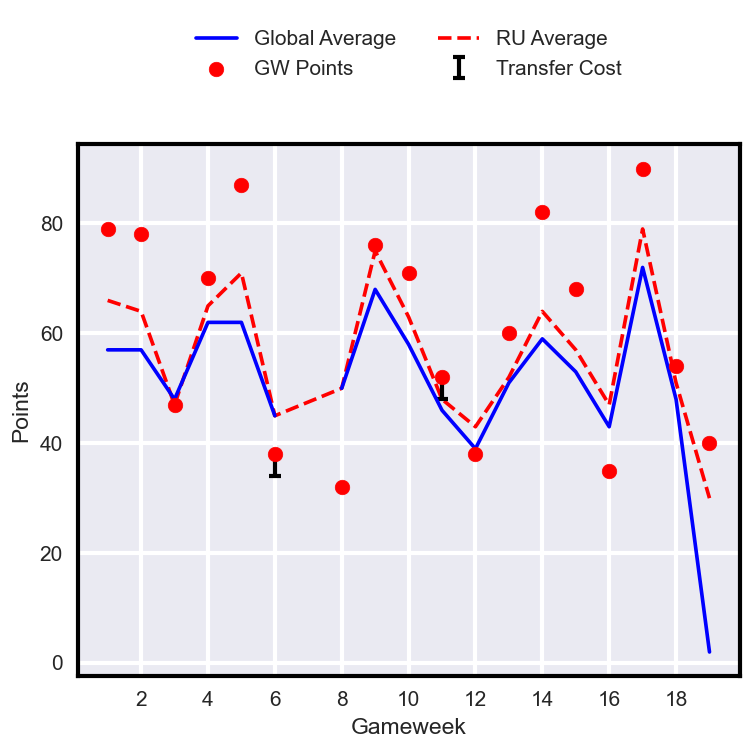 Global Average RU Average
GW Points Transfer Cost
80
60
40
20
0
Points
2 4 6 8 10 12 14 16 18
Gameweek